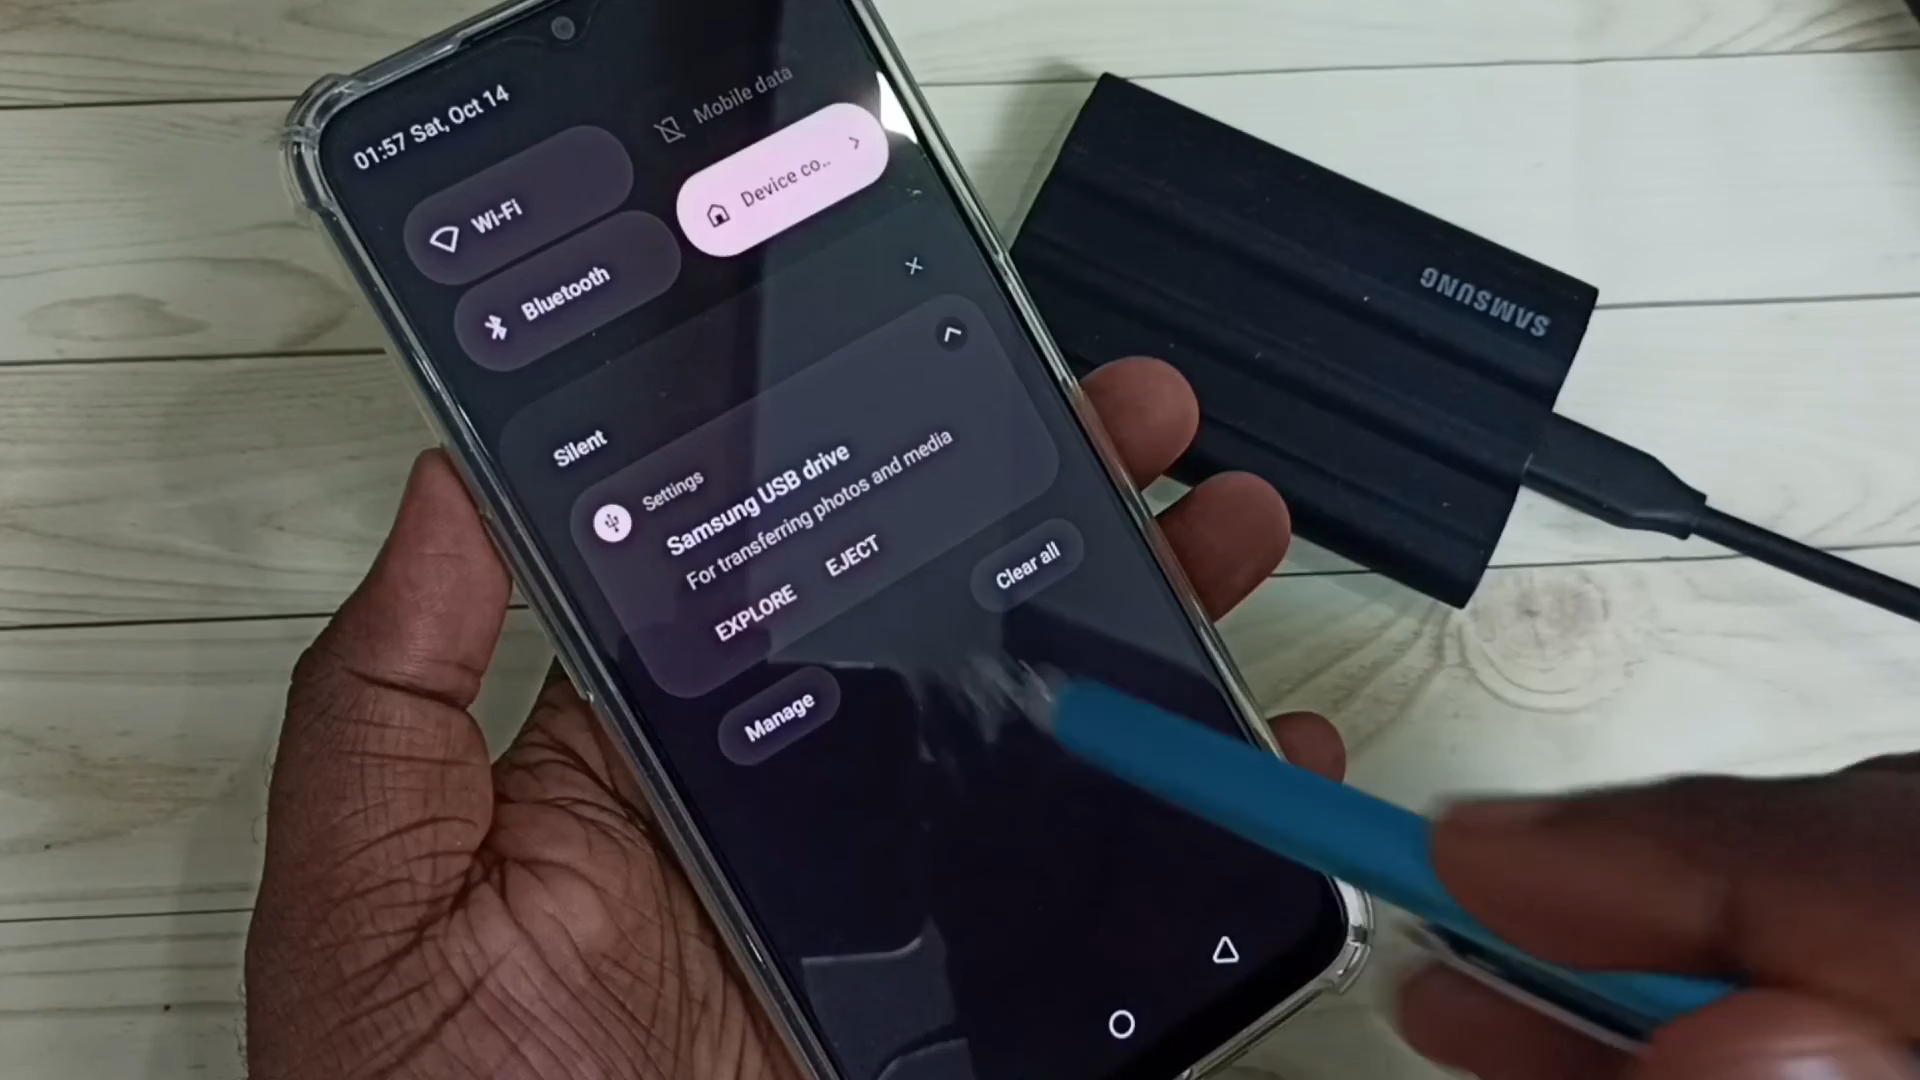 01:57 Sat, Oct 14
Mobile data
Wi-Fi
Device co..
Bluetooth
Silent
Settings
Samsung USB drive
For transferring photos and media
EXPLORE
EJECT
Clear all
Manage
SAMSUNG